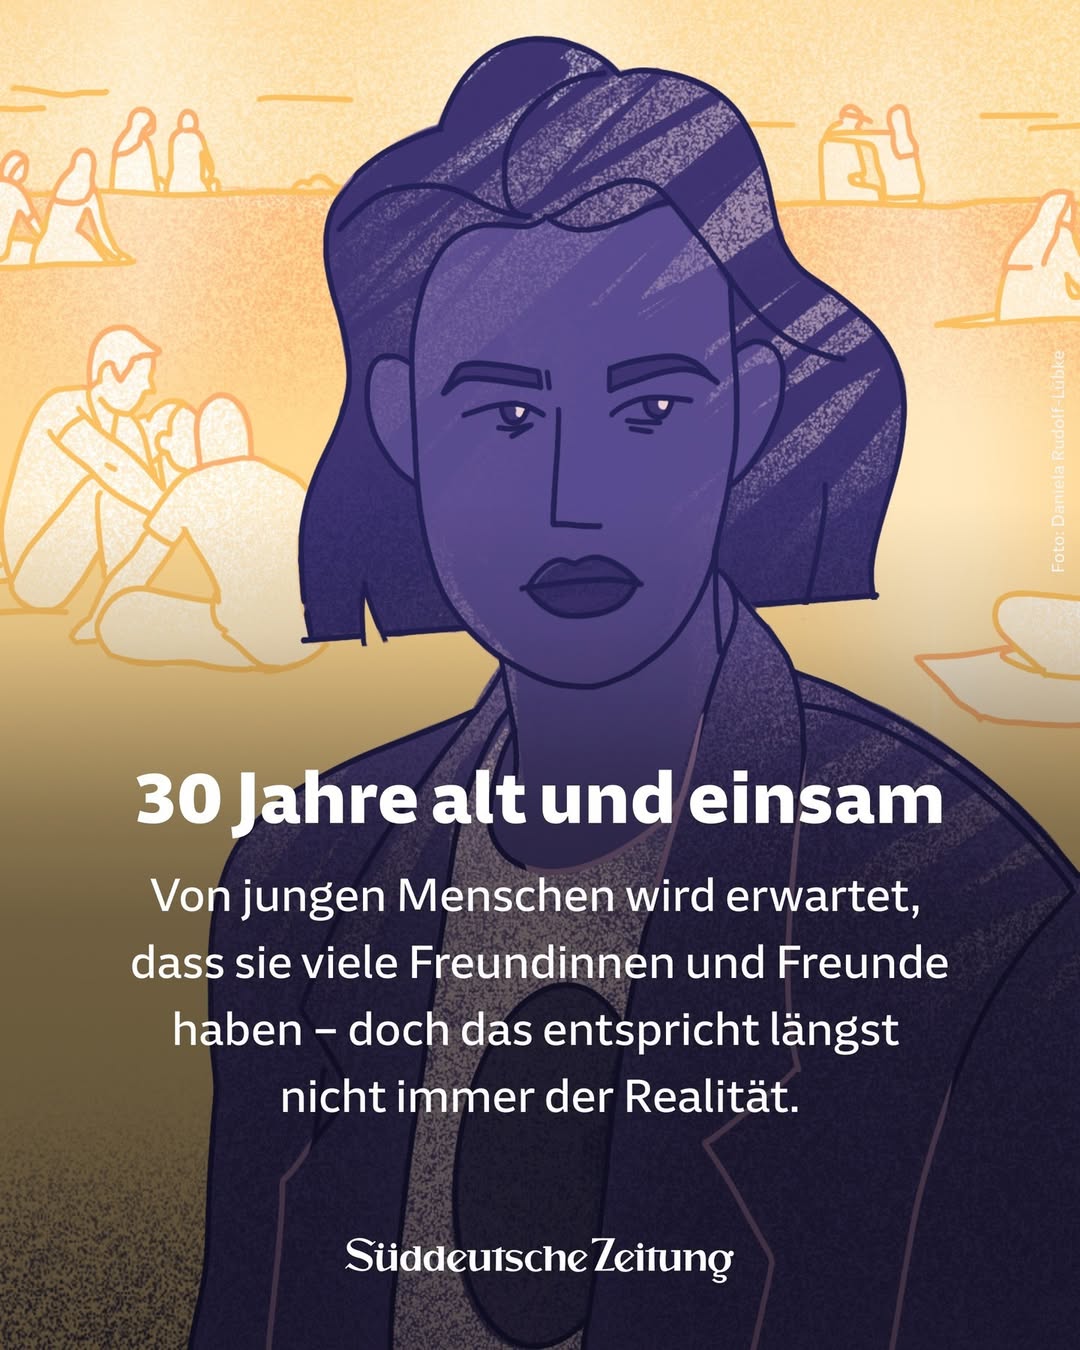 Foto: Daniela Rudolf-Lübke
30 Jahre alt und einsam
Von jungen Menschen wird erwartet,
dass sie viele Freundinnen und Freunde
haben – doch das entspricht längst
nicht immer der Realität.
Süddeutsche Zeitung